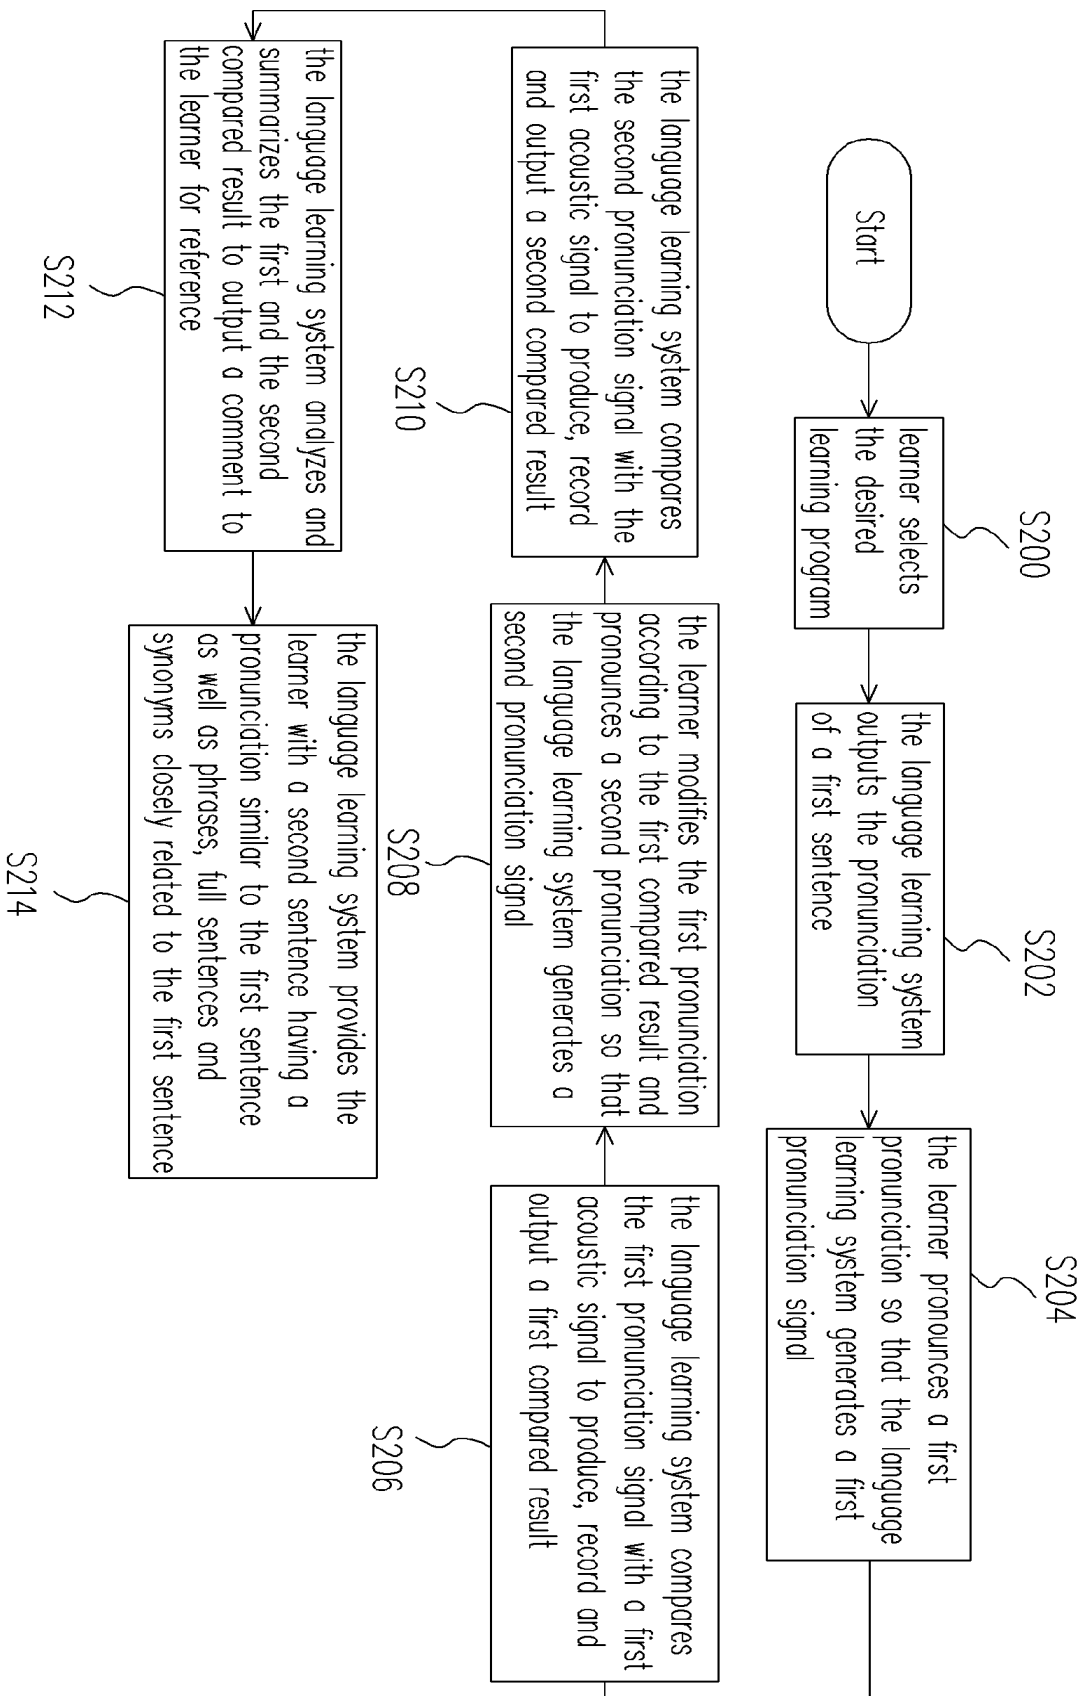 Start
S200
learner selects
the desired
learning program
S202
the language learning system
outputs the pronunciation
of a first sentence
S204
the learner pronounces a first
pronunciation so that the language
learning system generates a first
pronunciation signal
the language learning system compares
the first pronunciation signal with a first
acoustic signal to produce, record and
output a first compared result
S206
the learner modifies the first pronunciation
according to the first compared result and
pronounces a second pronunciation so that
the language learning system generates a
second pronunciation signal
S208
the language learning system compares
the second pronunciation signal with the
first acoustic signal to produce, record
and output a second compared result
S210
the language learning system analyzes and
summarizes the first and the second
compared result to output a comment to
the learner for reference
S212
the language learning system provides the
learner with a second sentence having a
pronunciation similar to the first sentence
as well as phrases, full sentences and
synonyms closely related to the first sentence
S214